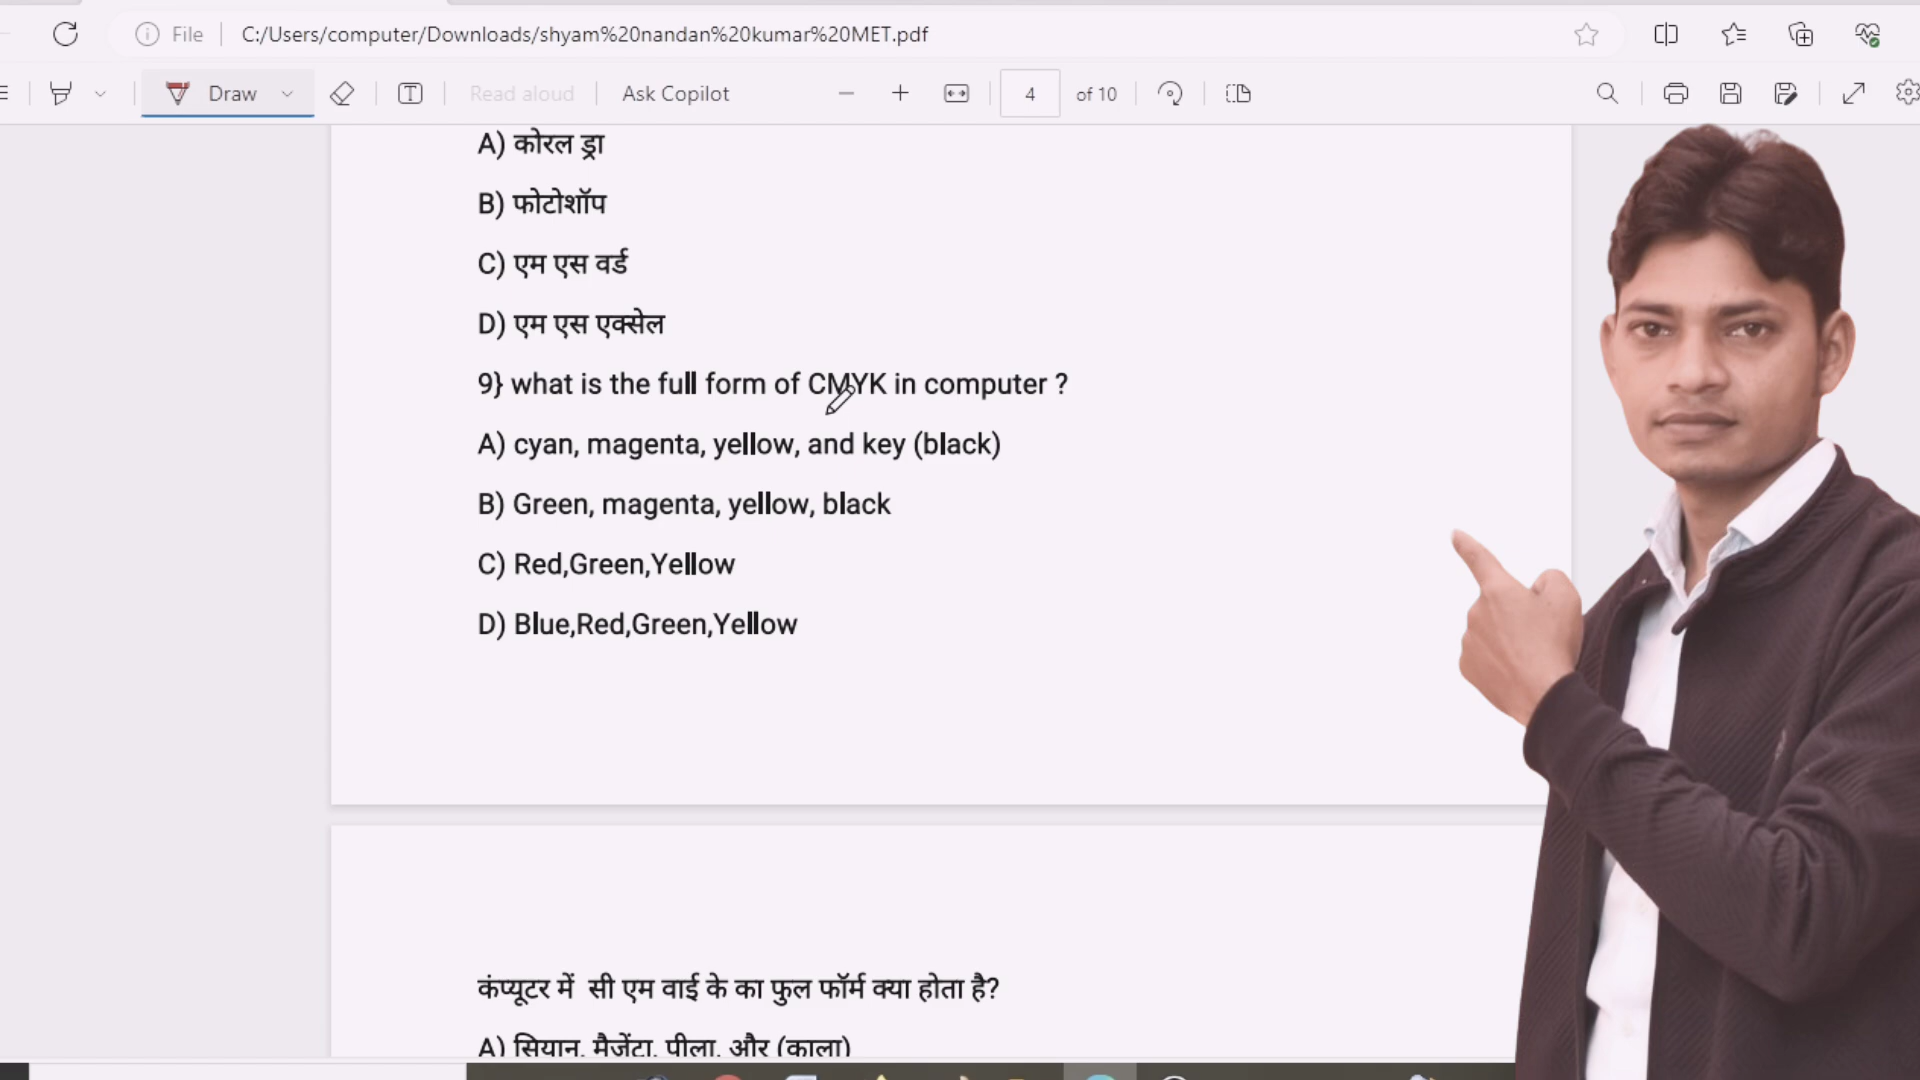 File C:/Users/computer/Downloads/shyam%20nandan%20kumar%20MET.pdf
Draw Read aloud Ask Copilot 4 of 10
A) कोरल ड्रा
B) फोटोशॉप
C) एम एस वर्ड
D) एम एस एक्सेल
9} what is the full form of CMYK in computer ?
A) cyan, magenta, yellow, and key (black)
B) Green, magenta, yellow, black
C) Red,Green,Yellow
D) Blue,Red,Green,Yellow
कंप्यूटर में सी एम वाई के का फुल फॉर्म क्या होता है?
A) सियान, मैजेंटा, पीला, और (काला)